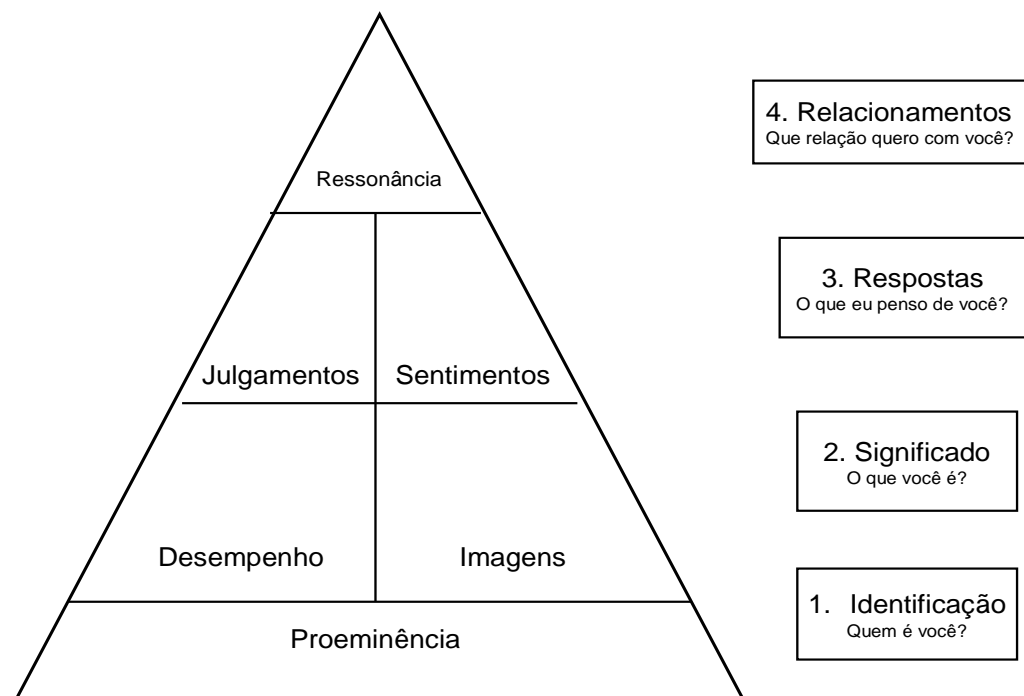 4. Relacionamentos
Que relação quero com você?
Ressonância
3. Respostas
O que eu penso de você?
Julgamentos
Sentimentos
2. Significado
O que você é?
Desempenho
Imagens
1. Identificação
Quem é você?
Proeminência